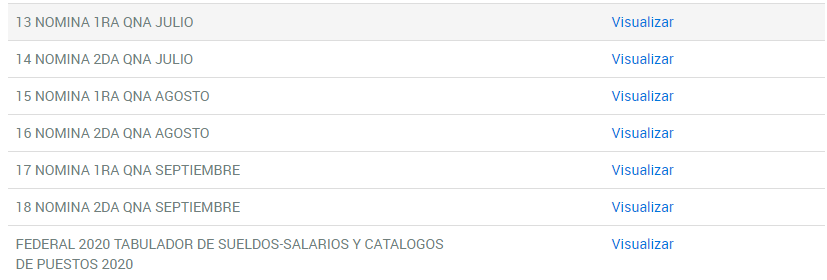 13 NOMINA 1RA QNA JULIO Visualizar
14 NOMINA 2DA QNA JULIO Visualizar
15 NOMINA 1RA QNA AGOSTO Visualizar
16 NOMINA 2DA QNA AGOSTO Visualizar
17 NOMINA 1RA QNA SEPTIEMBRE Visualizar
18 NOMINA 2DA QNA SEPTIEMBRE Visualizar
FEDERAL 2020 TABULADOR DE SUELDOS-SALARIOS Y CATALOGOS Visualizar
DE PUESTOS 2020